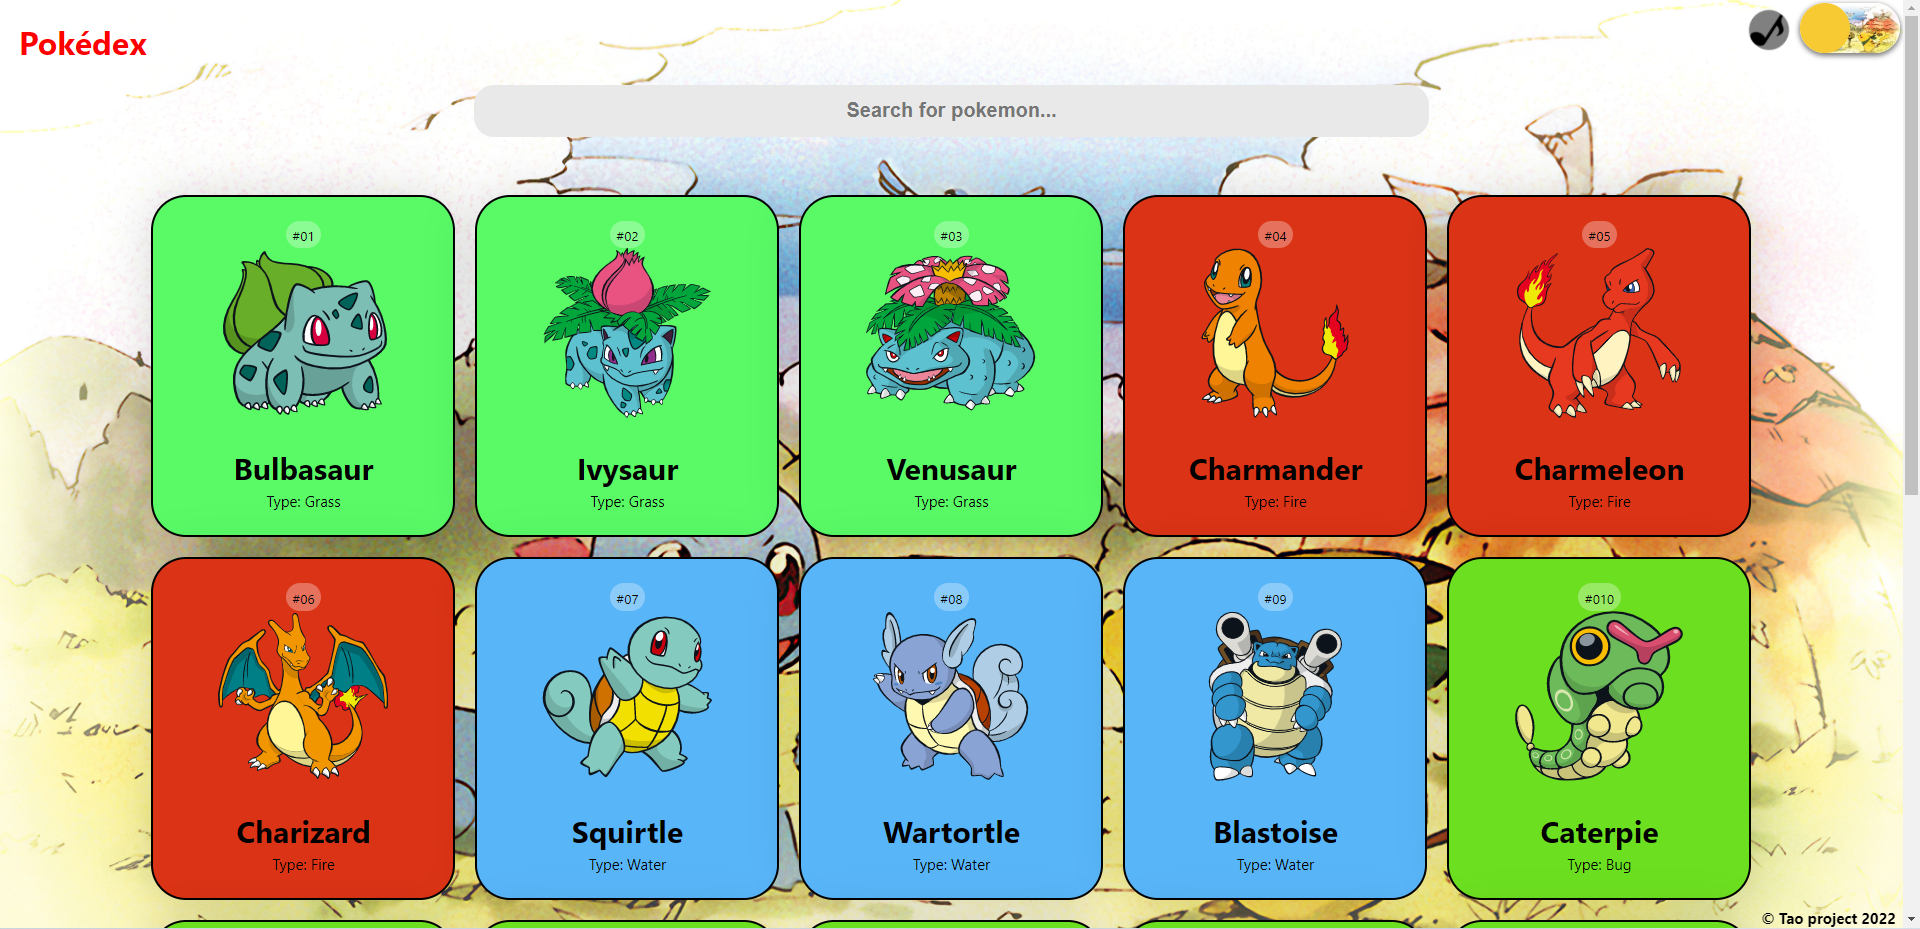 Pokédex
Search for pokemon...
#01
Bulbasaur
Type: Grass
#02
Ivysaur
Type: Grass
#03
Venusaur
Type: Grass
#04
Charmander
Type: Fire
#05
Charmeleon
Type: Fire
#06
Charizard
Type: Fire
#07
Squirtle
Type: Water
#08
Wartortle
Type: Water
#09
Blastoise
Type: Water
#010
Caterpie
Type: Bug
© Tao project 2022